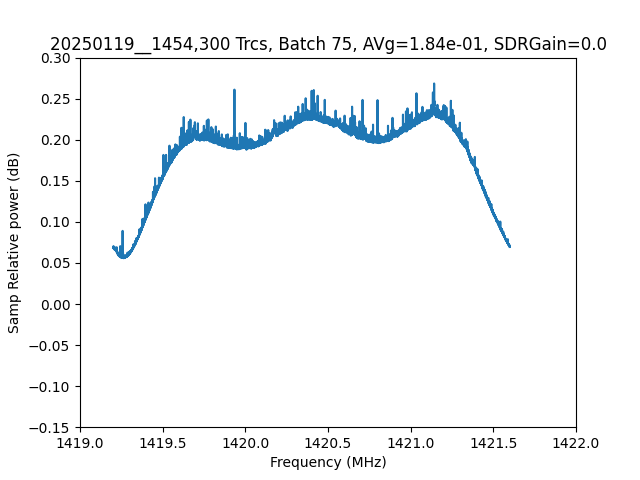 20250119__1454,300 Trcs, Batch 75, AVg=1.84e-01, SDRGain=0.0
0.30
0.25
0.20
0.15
0.10
0.05
0.00
−0.05
−0.10
−0.15
Samp Relative power (dB)
1419.0 1419.5 1420.0 1420.5 1421.0 1421.5 1422.0
Frequency (MHz)